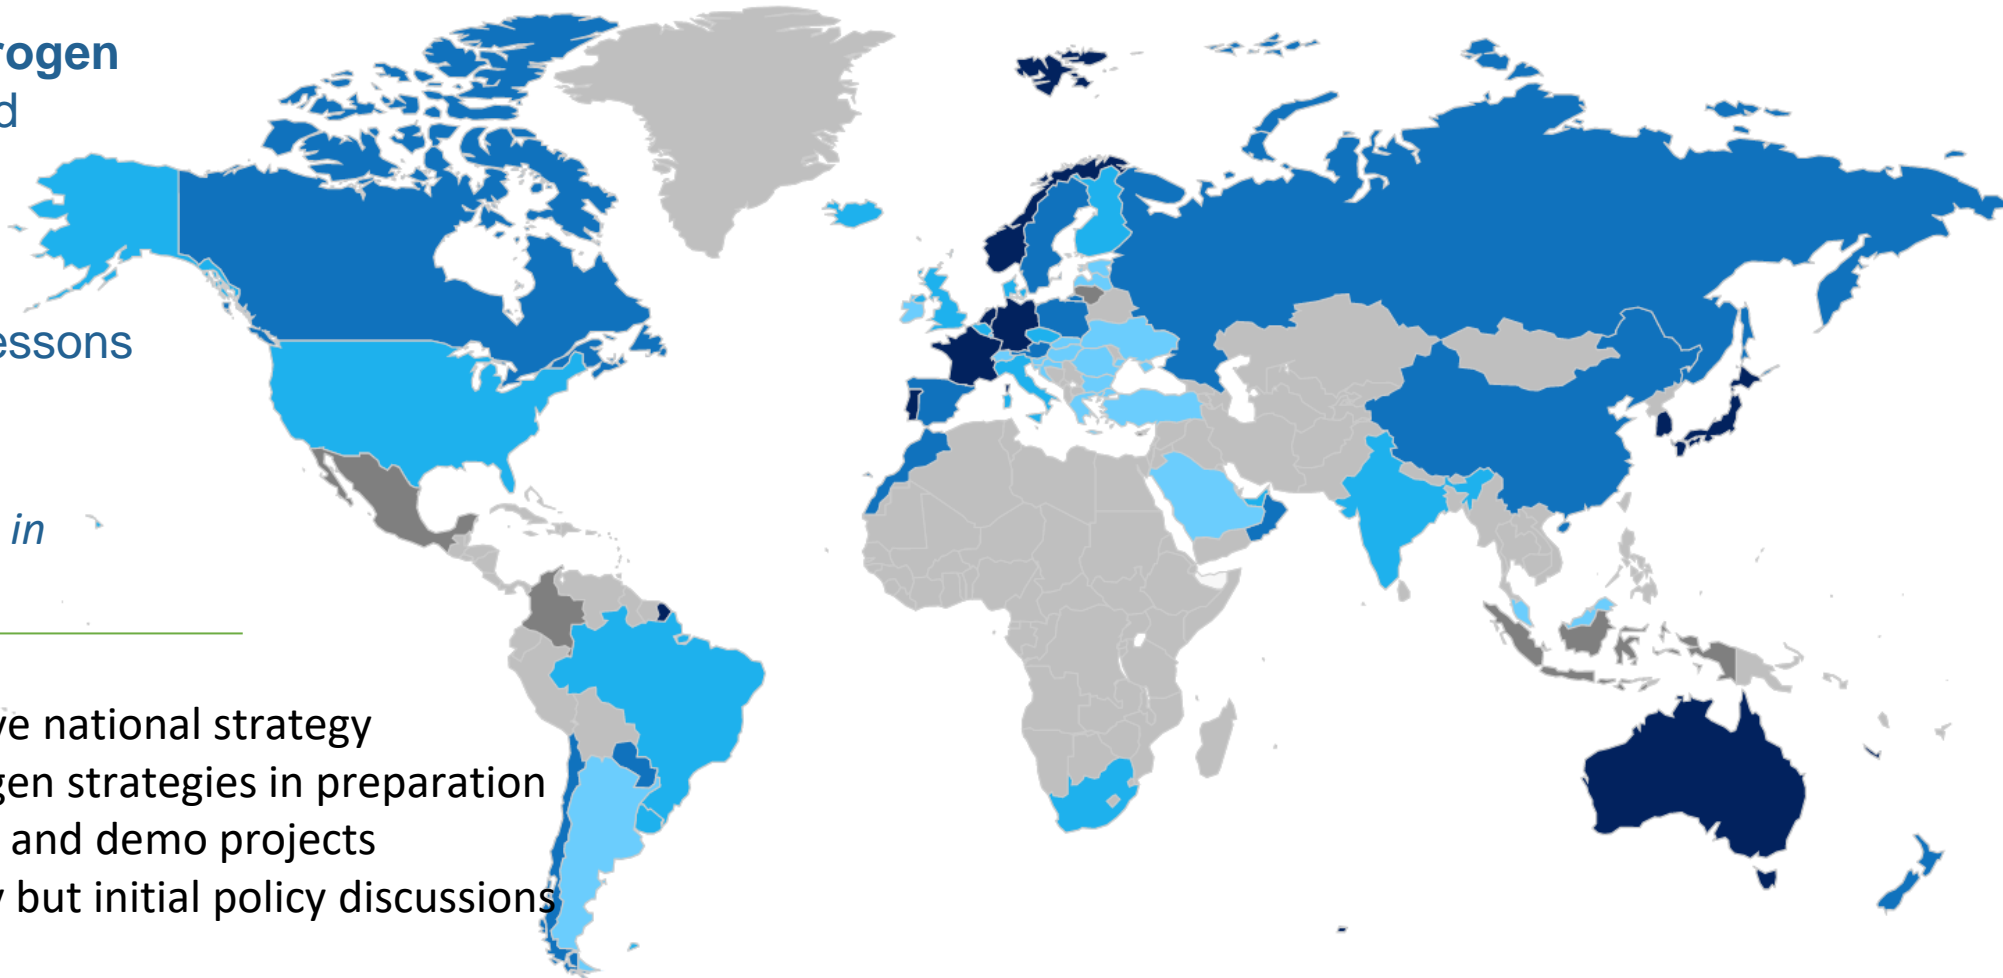 rogen
d
essons
in
ve national strategy
gen strategies in preparation
and demo projects
y but initial policy discussions